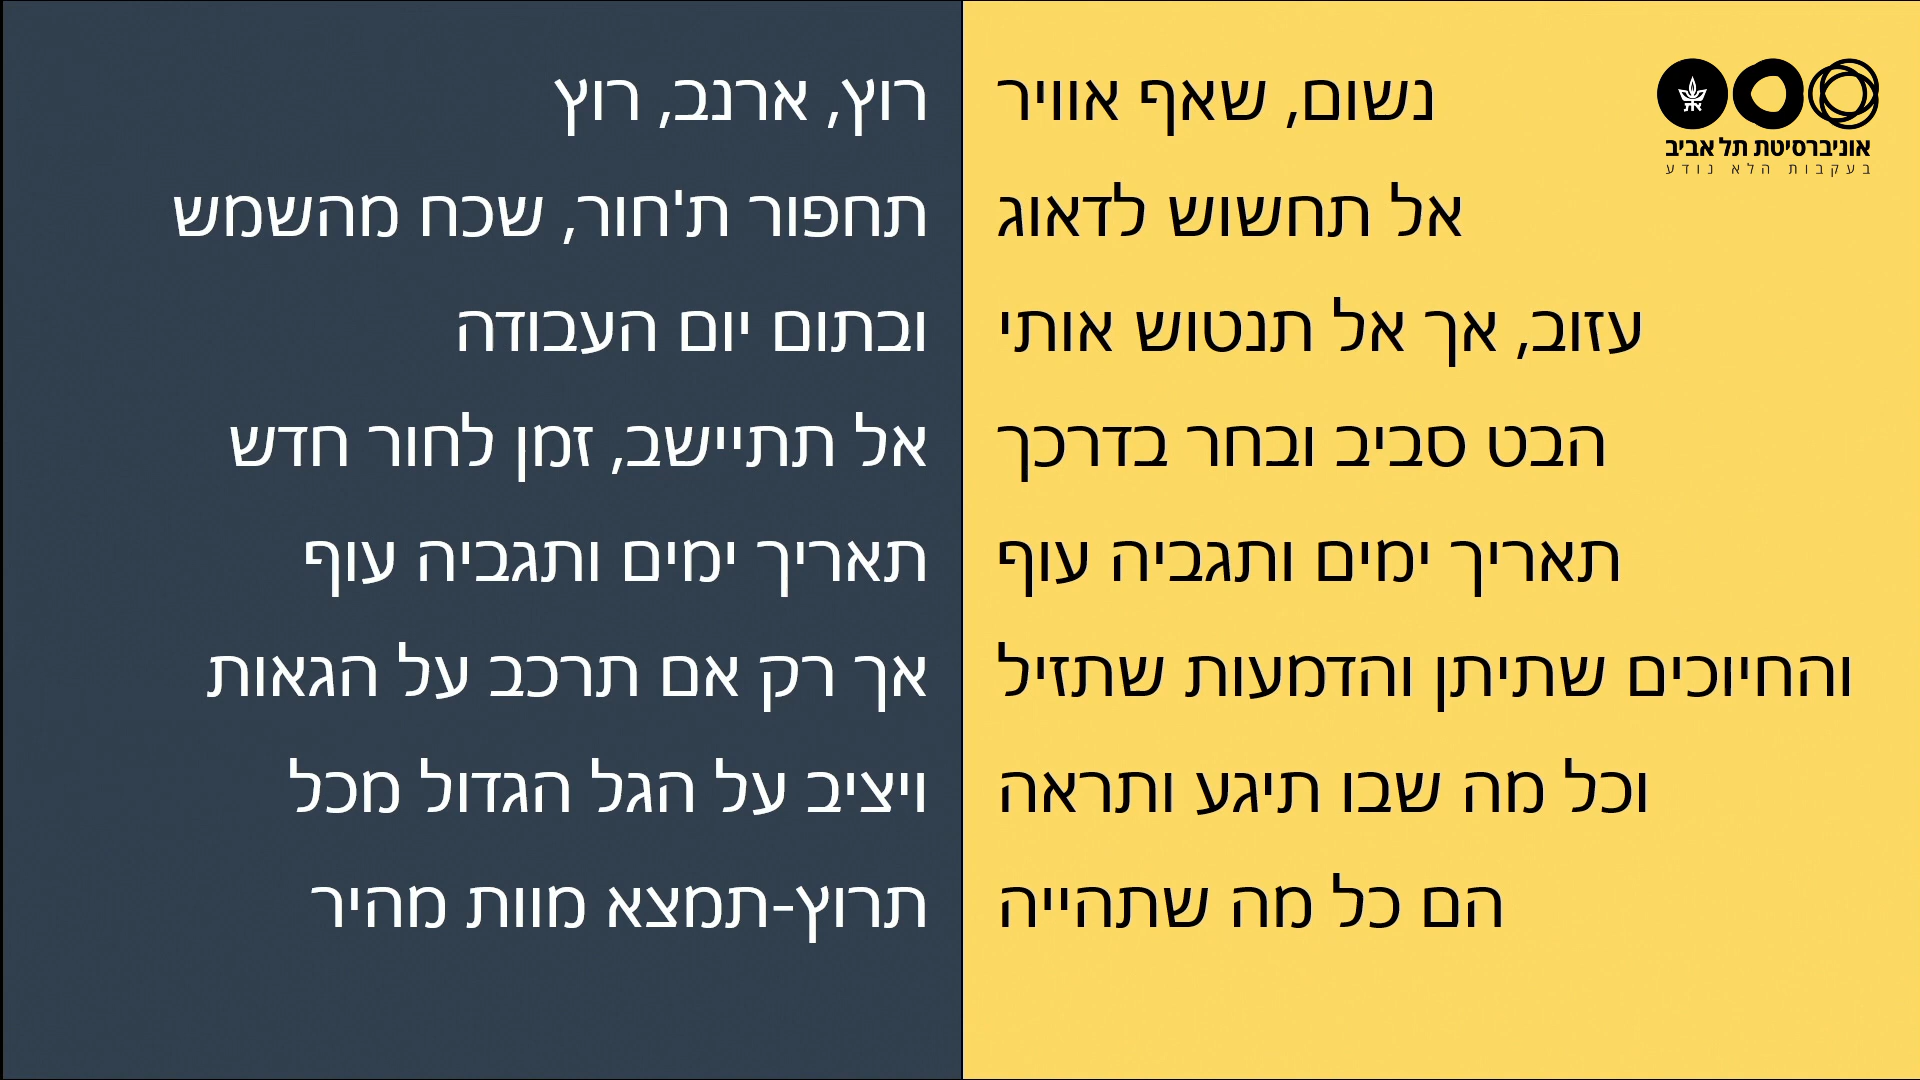 נשום, שאף אוויר
אל תחשוש לדאוג
עזוב, אך אל תנטוש אותי
הבט סביב ובחר בדרכך
תאריך ימים ותגביה עוף
והחיוכים שתיתן והדמעות שתזיל
וכל מה שבו תיגע ותראה
הם כל מה שתהייה
אוניברסיטת תל אביב
בעקבות הלא נודע
רוץ, ארנב, רוץ
תחפור ת'חור, שכח מהשמש
ובתום יום העבודה
אל תתיישב, זמן לחור חדש
תאריך ימים ותגביה עוף
אך רק אם תרכב על הגאות
ויציב על הגל הגדול מכל
תרוץ-תמצא מוות מהיר